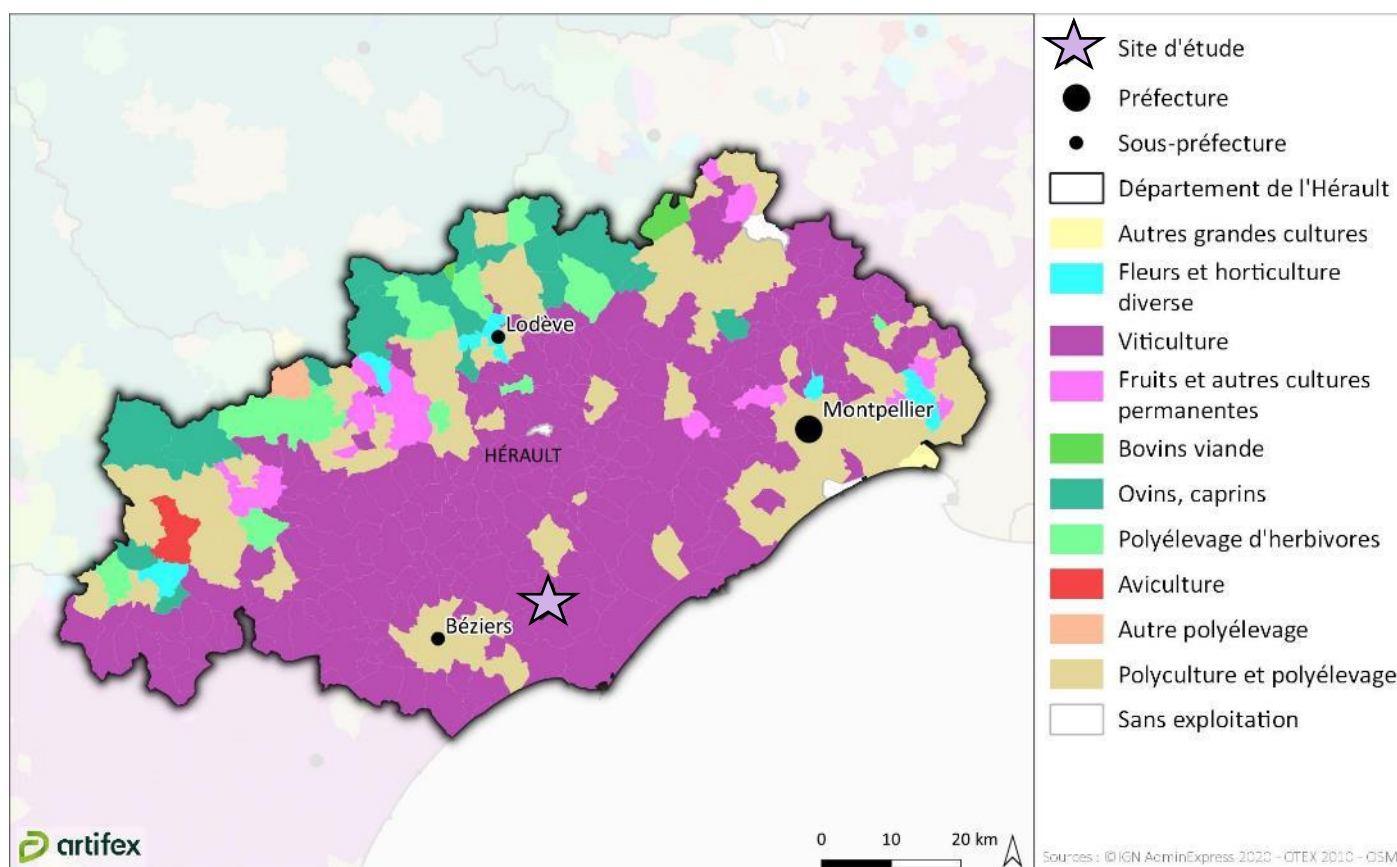 Lodève
Montpellier
HÉRAULT
Béziers
artifex
0 10 20 km
Site d'étude
Préfecture
Sous-préfecture
Département de l'Hérault
Autres grandes cultures
Fleurs et horticulture
diverse
Viticulture
Fruits et autres cultures
permanentes
Bovins viande
Ovins, caprins
Polyélevage d'herbivores
Aviculture
Autre polyélevage
Polyculture et polyélevage
Sans exploitation
Sources : © IGN AdminExpress 2020 - OTEX 2010 - OSM